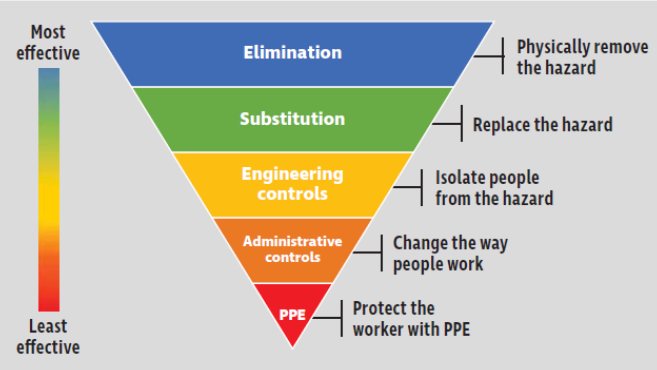 Most
effective
Elimination
Physically remove
the hazard
Substitution
Replace the hazard
Engineering
controls
Isolate people
from the hazard
Administrative
controls
Change the way
people work
PPE
Protect the
worker with PPE
Least
effective